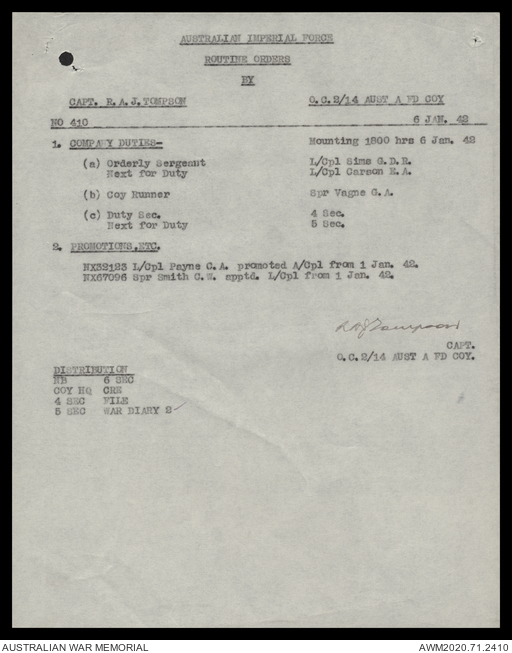 AUSTRALIAN IMPERIAL FORCE
ROUTINE ORDERS
BY
CAPT. R.A.J. TOMPSON O.C. 2/14 AUST A FD COY
NO 410 6 JAN. 42
1. COMPANY DUTIES- Mounting 1800 hrs 6 Jan. 42
(a) Orderly Sergeant L/Cpl Sims G.D.R.
Next for Duty L/Cpl Carson R.A.
(b) Coy Runner Spr Vagne G.A.
(c) Duty Sec. 4 Sec.
Next for Duty 5 Sec.
2. PROMOTIONS.ETC.
NX32123 L/Cpl Payne C.A. promoted A/Cpl from 1 Jan. 42.
NX67096 Spr Smith C.W. apptd. L/Cpl from 1 Jan. 42.
RAJ Tompson
CAPT.
O.C. 2/14 AUST A FD COY.
DISTRIBUTION
NB 6 SEC
COY HQ CRE
4 SEC FILE
5 SEC WAR DIARY 2
AUSTRALIAN WAR MEMORIAL AWM2020.71.2410